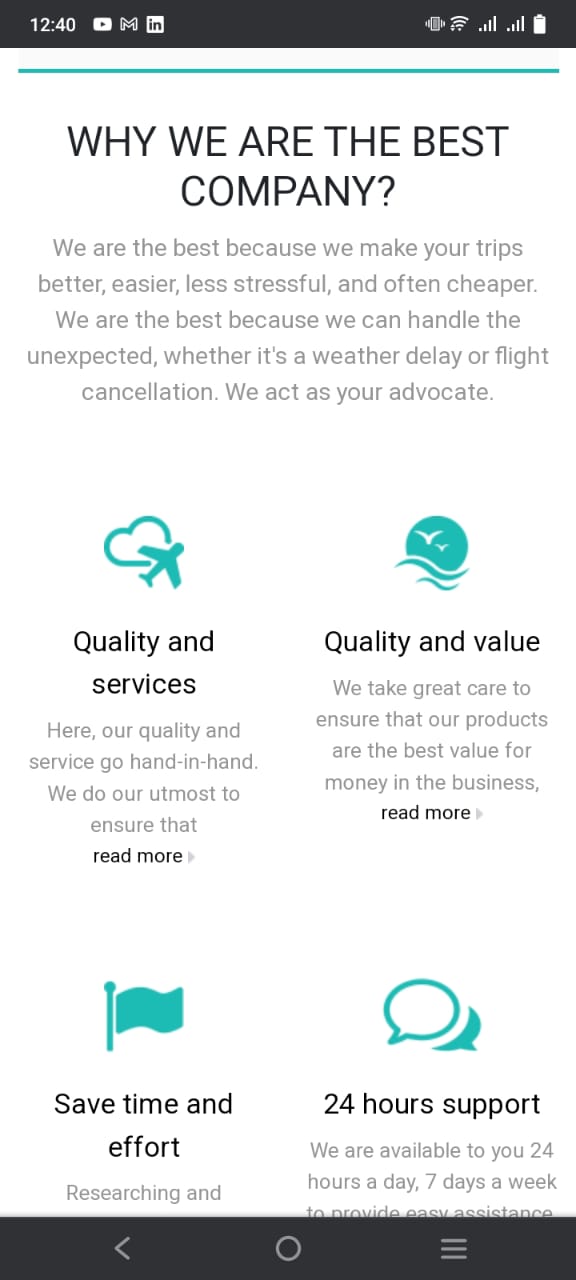 12:40
WHY WE ARE THE BEST
COMPANY?
We are the best because we make your trips
better, easier, less stressful, and often cheaper.
We are the best because we can handle the
unexpected, whether it's a weather delay or flight
cancellation. We act as your advocate.
Quality and
services
Here, our quality and
service go hand-in-hand.
We do our utmost to
ensure that
read more
Quality and value
We take great care to
ensure that our products
are the best value for
money in the business,
read more
Save time and
effort
Researching and
24 hours support
We are available to you 24
hours a day, 7 days a week
to provide easy assistance